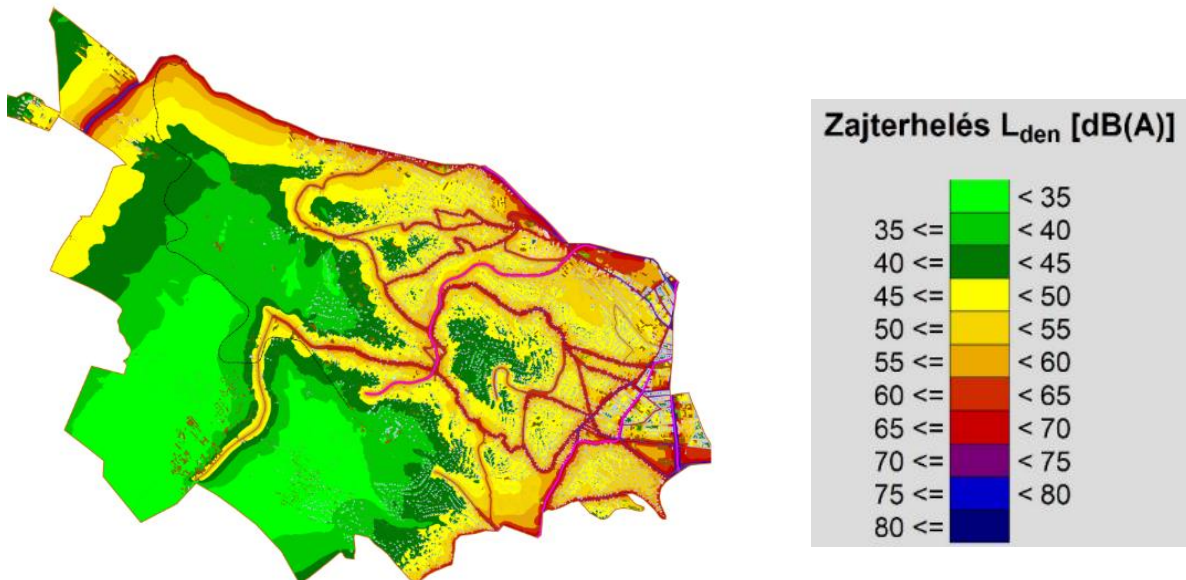 Zajterhelés Lden [dB(A)]
< 35
35 <= < 40
40 <= < 45
45 <= < 50
50 <= < 55
55 <= < 60
60 <= < 65
65 <= < 70
70 <= < 75
75 <= < 80
80 <=